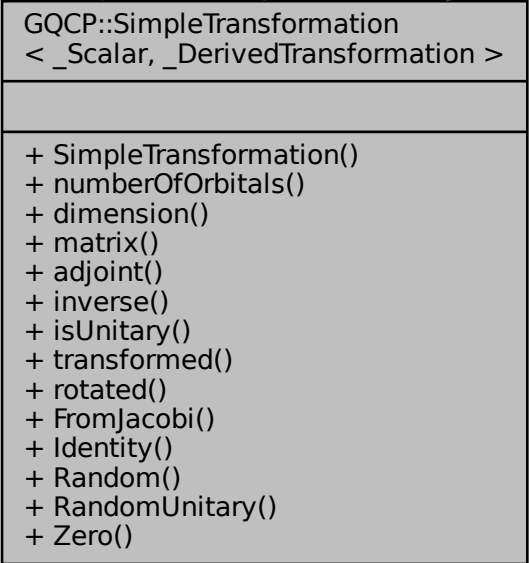 GQCP::SimpleTransformation
< _Scalar, _DerivedTransformation >
+ SimpleTransformation()
+ numberOfOrbitals()
+ dimension()
+ matrix()
+ adjoint()
+ inverse()
+ isUnitary()
+ transformed()
+ rotated()
+ FromJacobi()
+ Identity()
+ Random()
+ RandomUnitary()
+ Zero()